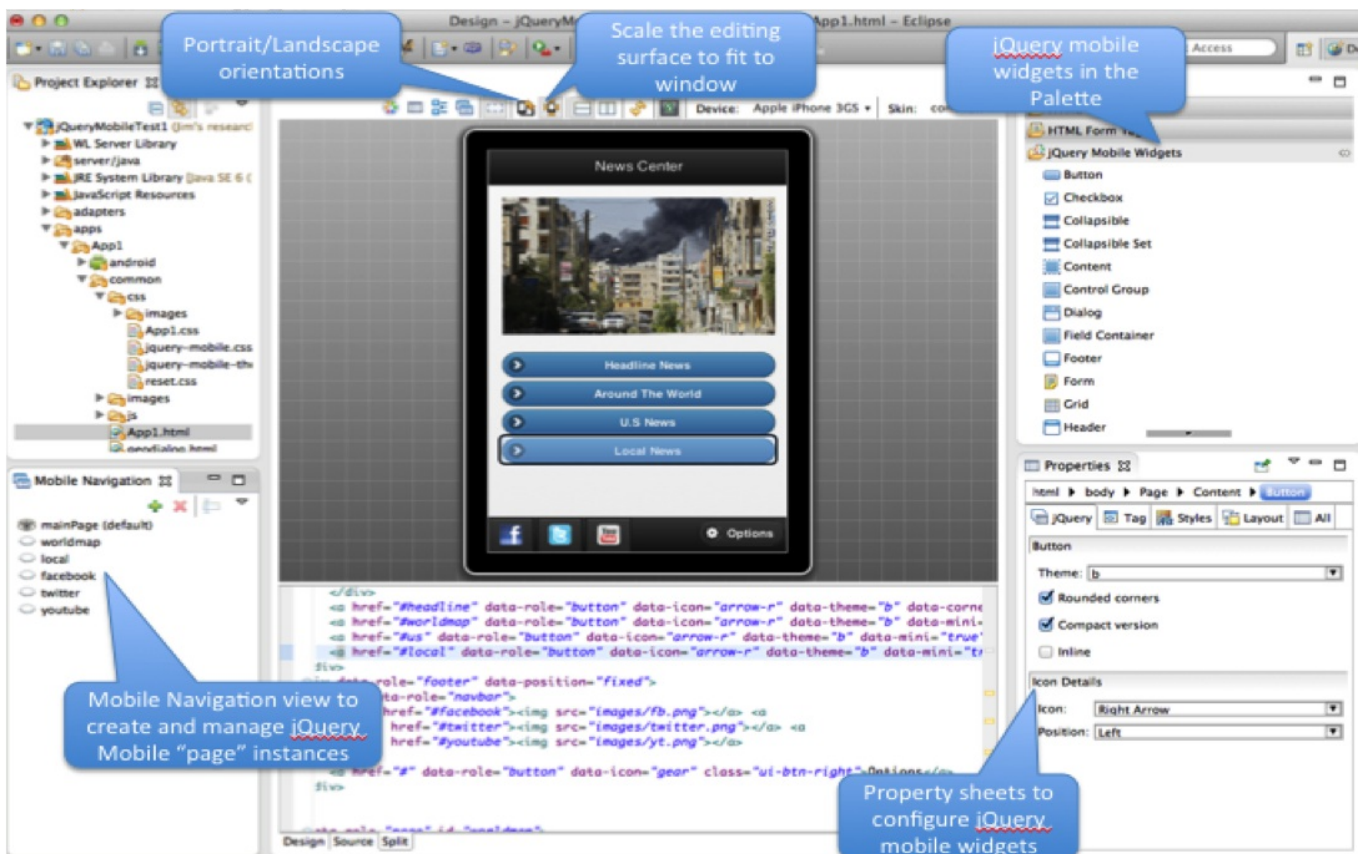 Design – jQueryM
App1.html – Eclipse
Portrait/Landscape
orientations
Scale the editing
surface to fit to
window
jQuery mobile
widgets in the
Palette
Access
Project Explorer
Device: Apple iPhone 3GS
Skin:
jQueryMobileTest1 (Jim's researc
WL Server Library
server/java
JRE System Library [Java SE 6 (
JavaScript Resources
adapters
apps
App1
android
common
css
images
App1.css
jquery-mobile.css
jquery-mobile-the
reset.css
images
js
App1.html
News Center
Headline News
Around The World
U.S News
Local News
Options
HTML Form
jQuery Mobile Widgets
Button
Checkbox
Collapsible
Collapsible Set
Content
Control Group
Dialog
Field Container
Footer
Form
Grid
Header
Mobile Navigation
mainPage (default)
worldmap
local
facebook
twitter
youtube
Mobile Navigation view to
create and manage jQuery
Mobile “page” instances
</div>
<a href="#headline" data-role="button" data-icon="arrow-r" data-theme="b" data-corne
<a href="#worldmap" data-role="button" data-icon="arrow-r" data-theme="b" data-mini=
<a href="#us" data-role="button" data-icon="arrow-r" data-theme="b" data-mini="true"
<a href="#local" data-role="button" data-icon="arrow-r" data-theme="b" data-mini="tr
div>
data-role="footer" data-position="fixed">
ta-role="navbar">
href="#facebook"><img src="images/fb.png"></a> <a
href="#twitter"><img src="images/twitter.png"></a> <a
href="#youtube"><img src="images/yt.png"></a>
<a href="#" data-role="button" data-icon="gear" class="ui-btn-right">Options</a>
div>
Design Source Split
Properties
html body Page Content Button
jQuery Tag Styles Layout All
Button
Theme: b
Rounded corners
Compact version
Inline
Icon Details
Icon: Right Arrow
Position: Left
Property sheets to
configure jQuery
mobile widgets